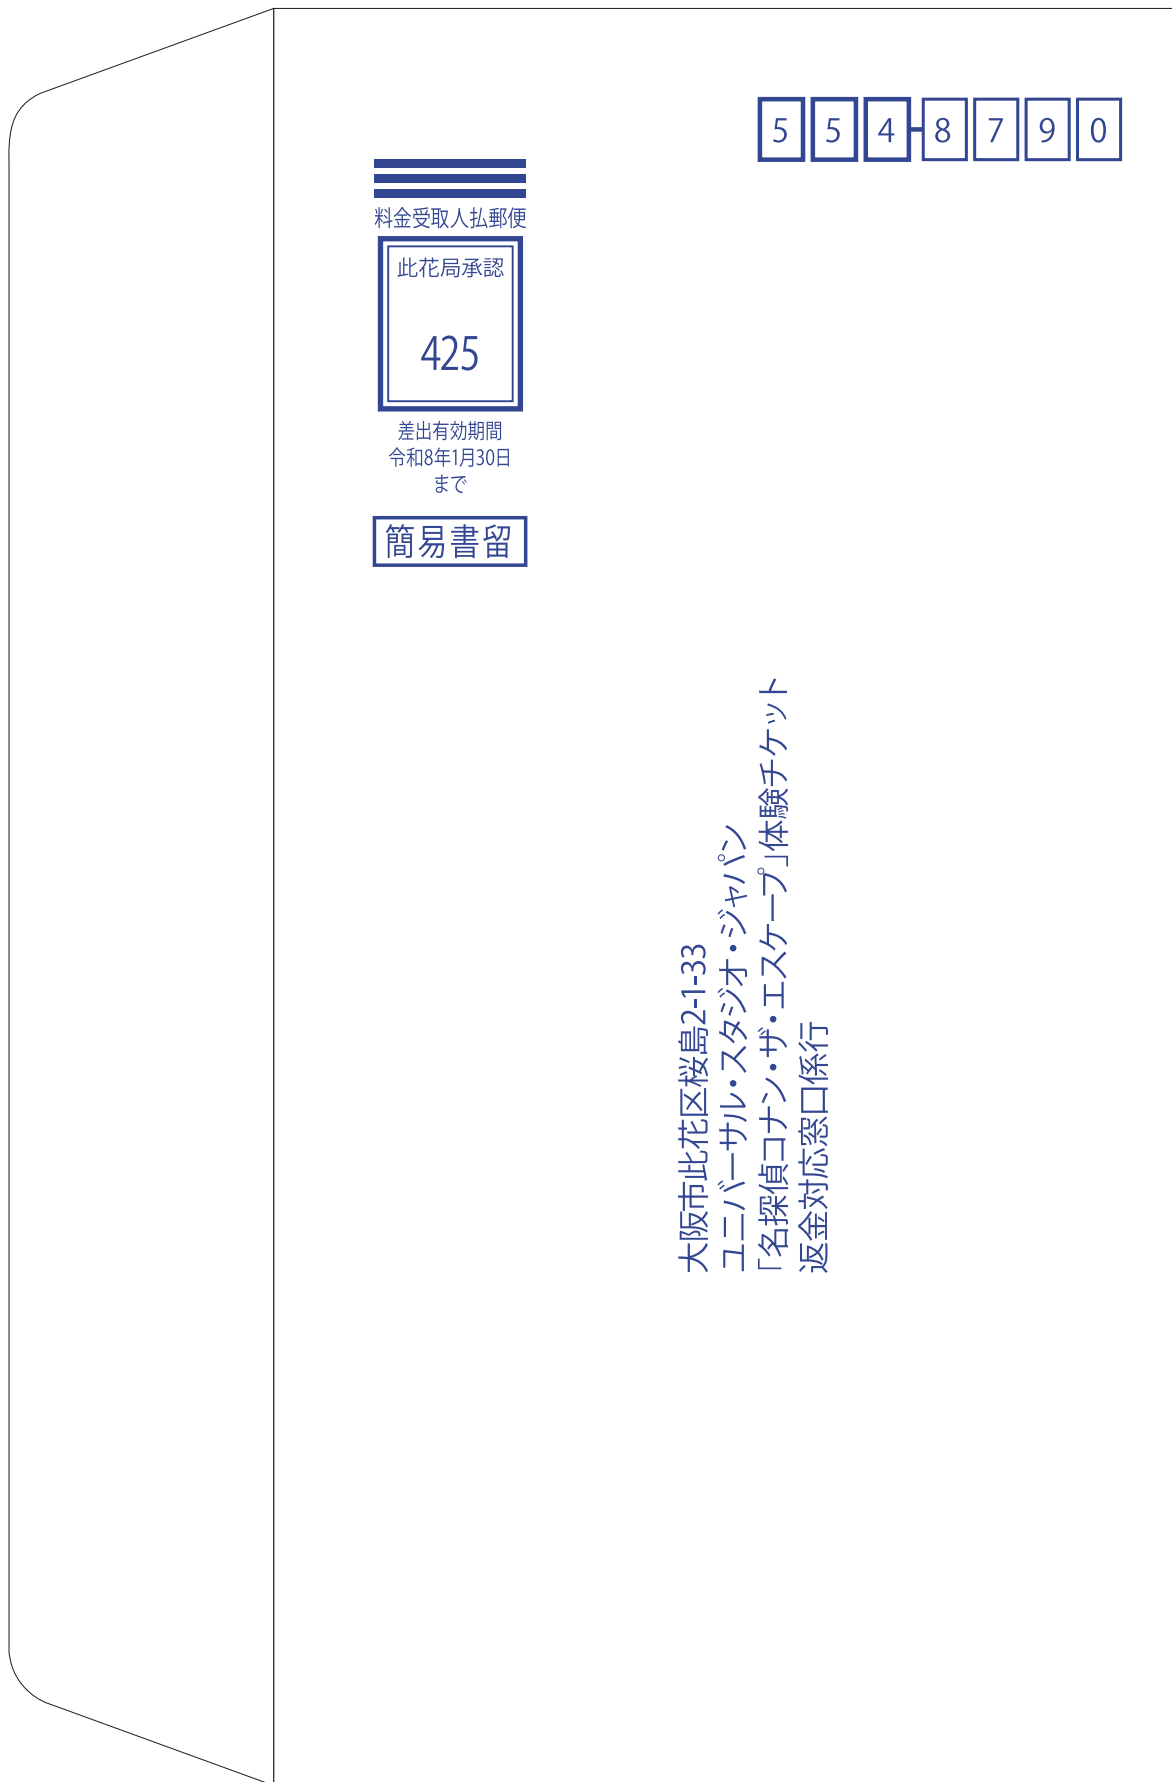 554-8790
料金受取人払郵便
此花局承認
425
差出有効期間
令和8年1月30日
まで
簡易書留
大阪市此花区桜島2-1-33
ユニバーサル・スタジオ・ジャパン
「名探偵コナン・ザ・エスケープ」体験チケット
返金対応窓口係行